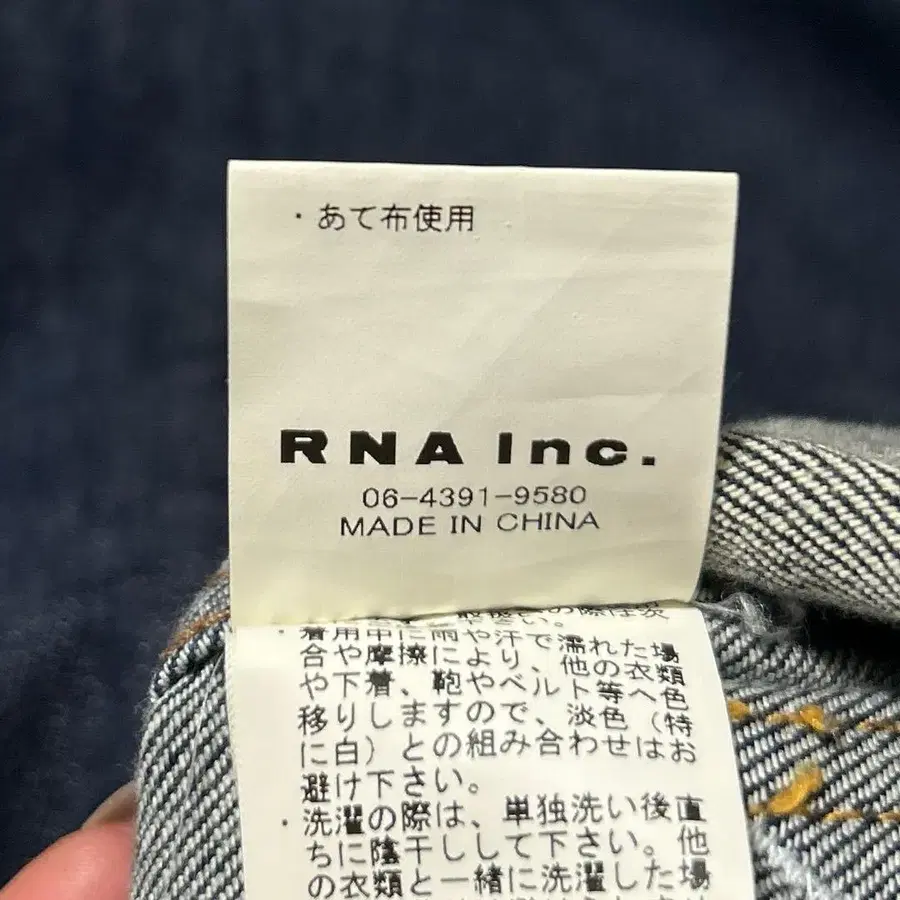 ・あて布使用
RNA Inc.
06-4391-9580
MADE IN CHINA
・着用中に雨や汗で濡れた場
合や摩擦により、他の衣類
や下着、鞄やベルト等へ色
移りしますので、淡色（特
に白）との組み合わせはお
避け下さい。
・洗濯の際は、単独洗い後直
ちに陰干しして下さい。他
の衣類と一緒に洗濯した場